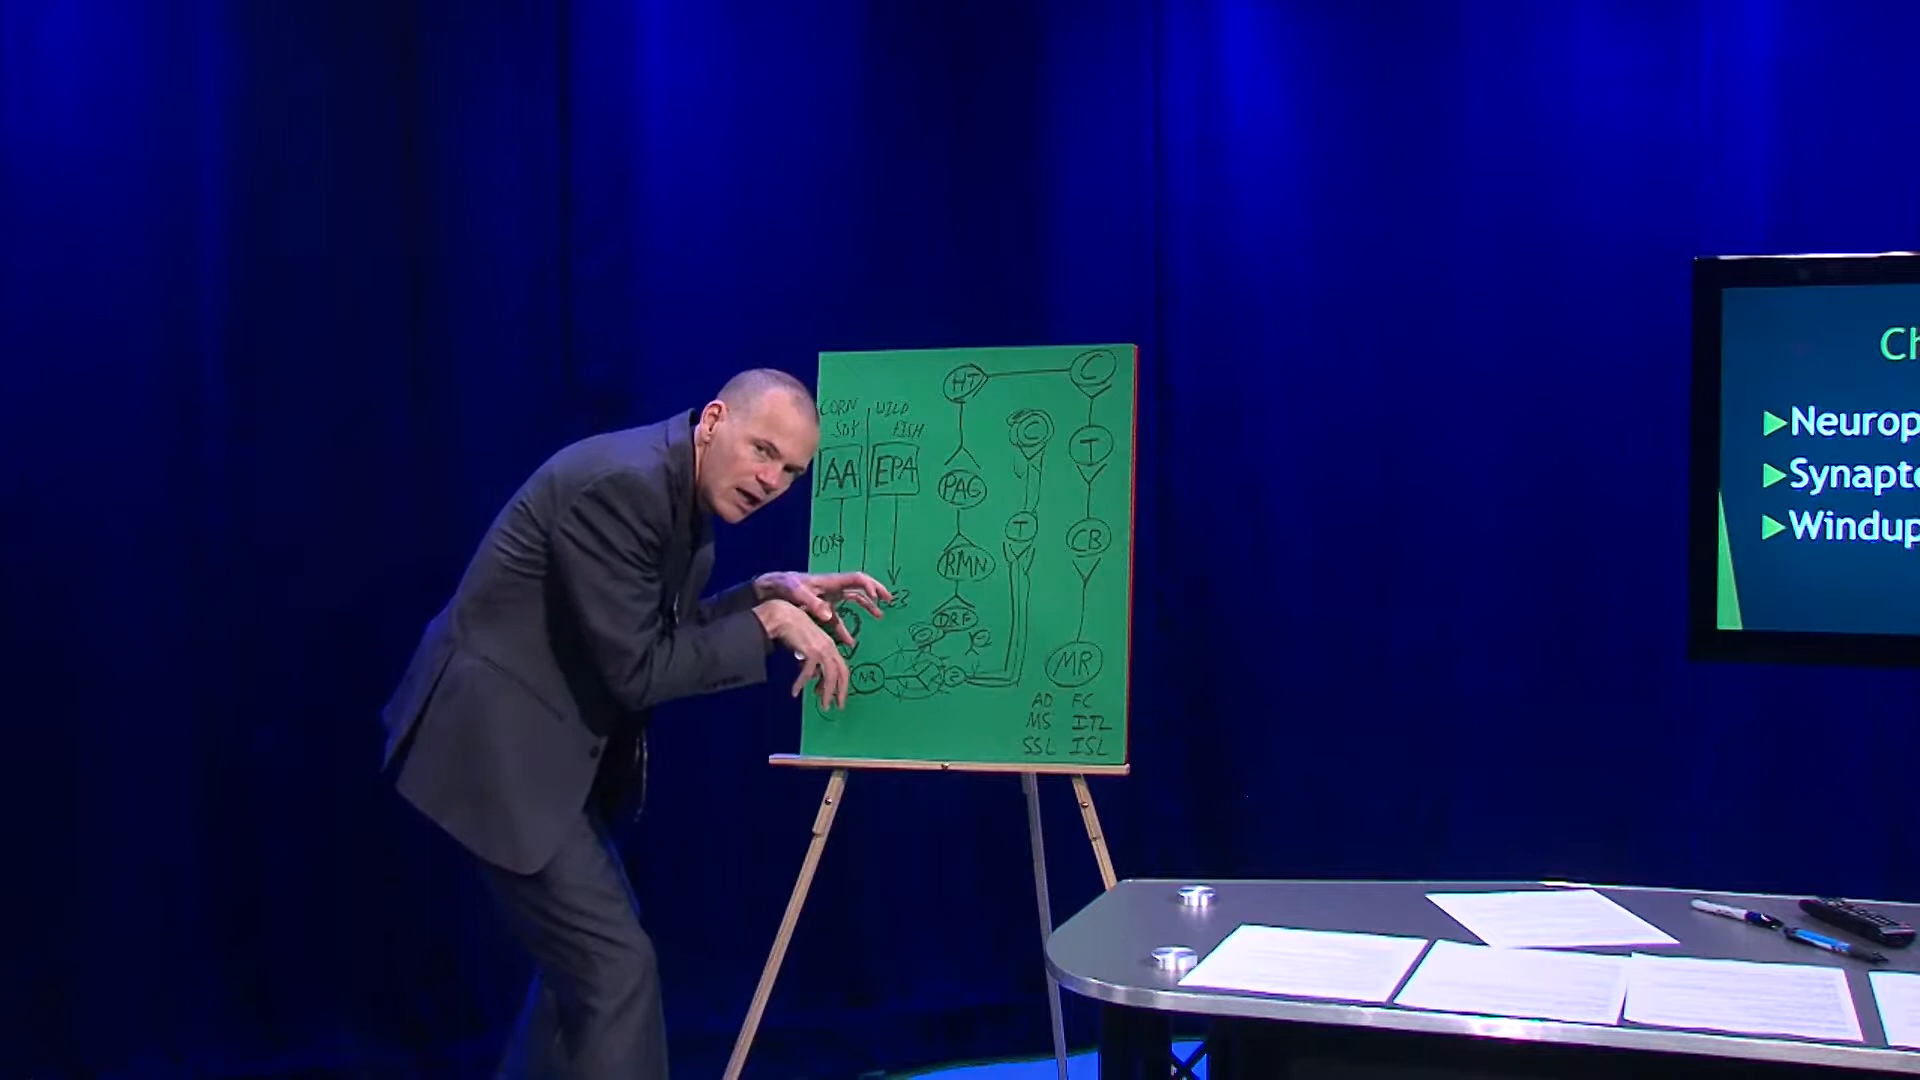 HT
C
CORN
SOY
WILD
FISH
C
T
AA
EPA
PAG
T
COX
RMN
CB
DRF
MR
AD FC
MS ITL
SSL ISL
Ch
▶Neurop
▶Synapto
▶Windup